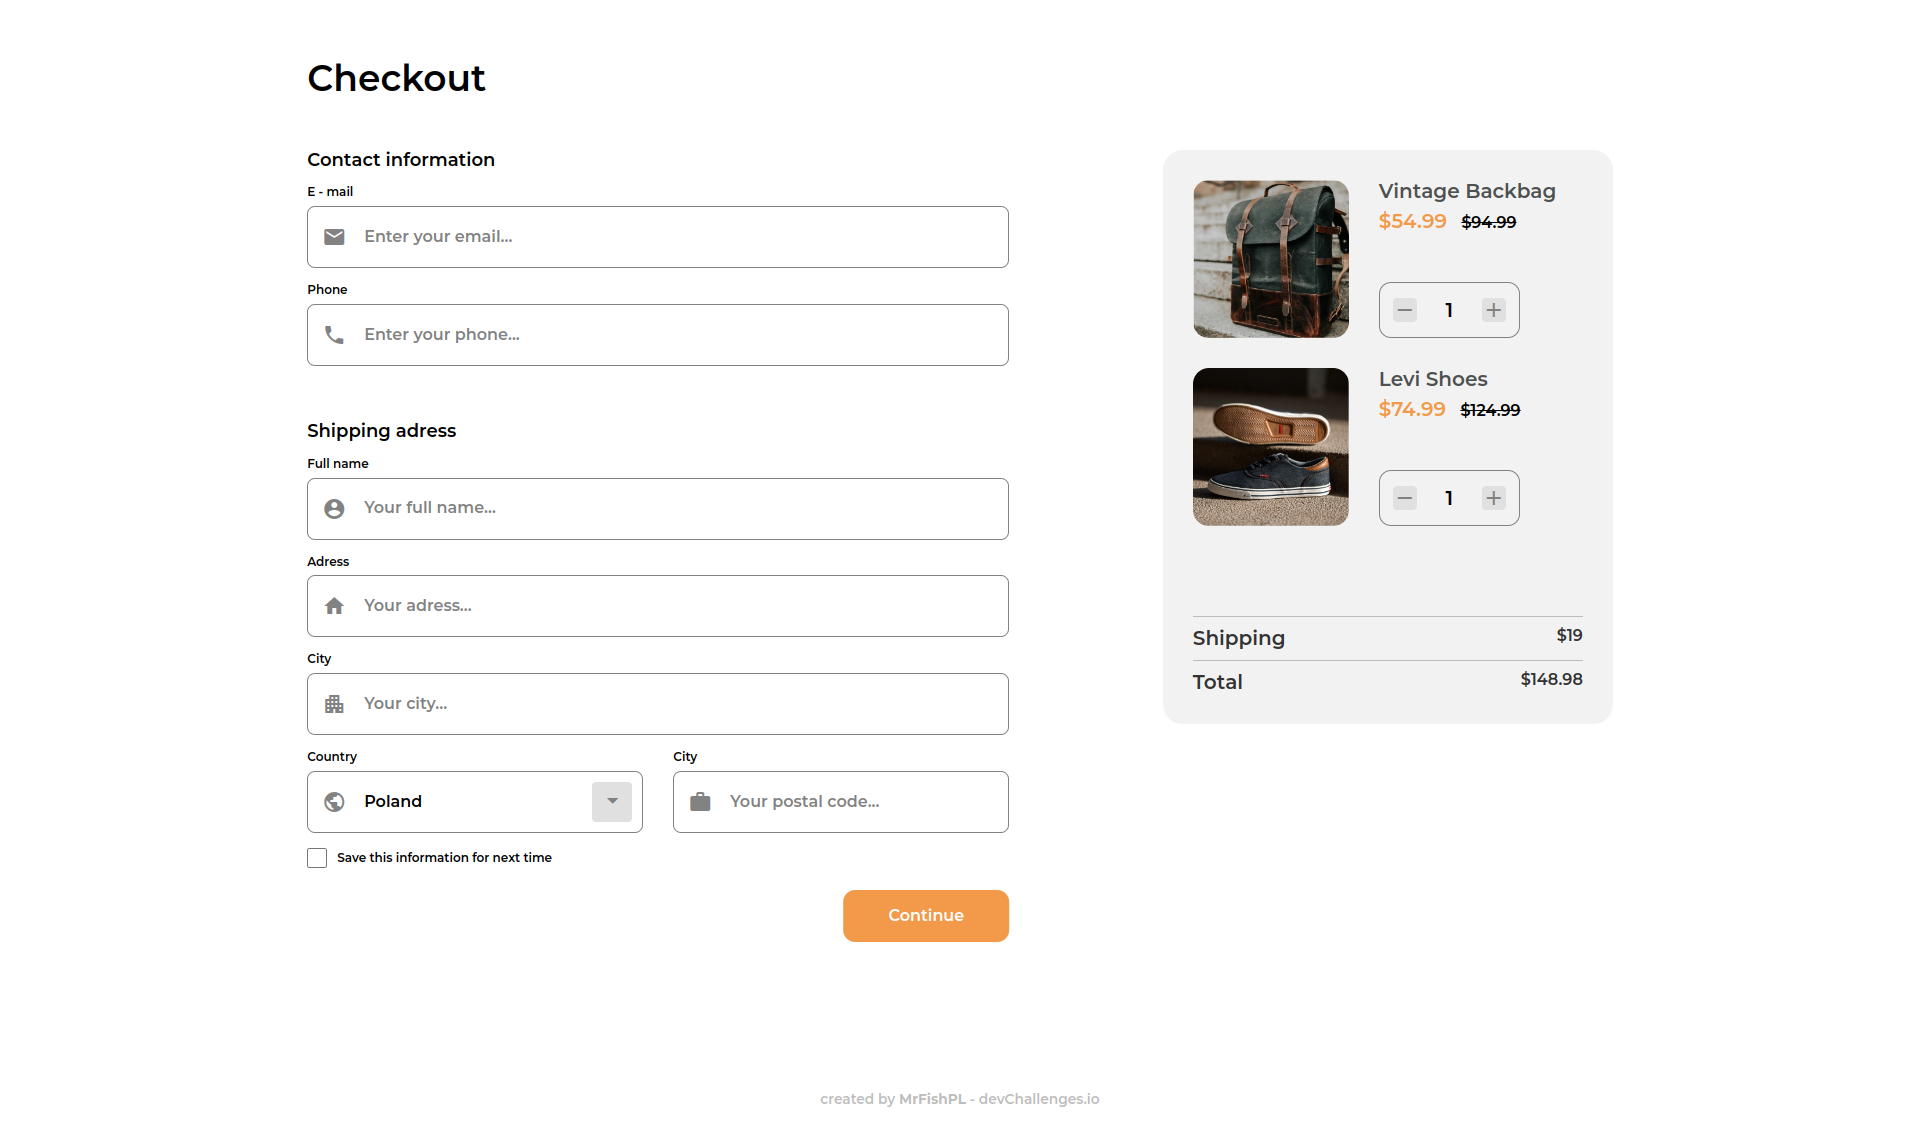 Checkout
Contact information
E - mail
Enter your email...
Phone
Enter your phone...
Shipping adress
Full name
Your full name...
Adress
Your adress...
City
Your city...
Country
Poland
City
Your postal code...
Save this information for next time
Continue
Vintage Backbag
$54.99 $94.99
1
Levi Shoes
$74.99 $124.99
1
Shipping $19
Total $148.98
created by MrFishPL - devChallenges.io